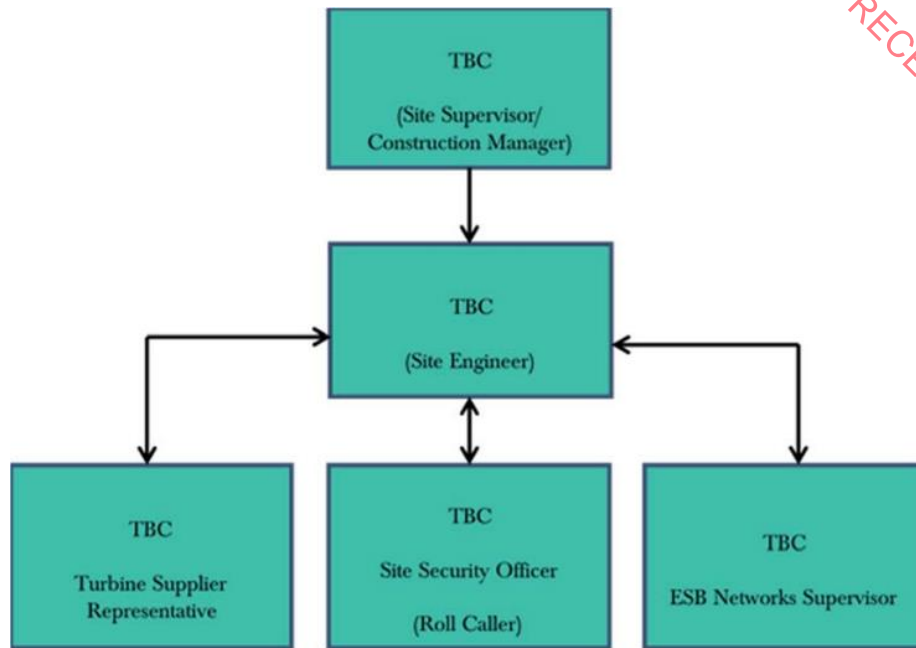 TBC
(Site Supervisor/
Construction Manager)
TBC
(Site Engineer)
TBC
Turbine Supplier
Representative
TBC
Site Security Officer
(Roll Caller)
TBC
ESB Networks Supervisor